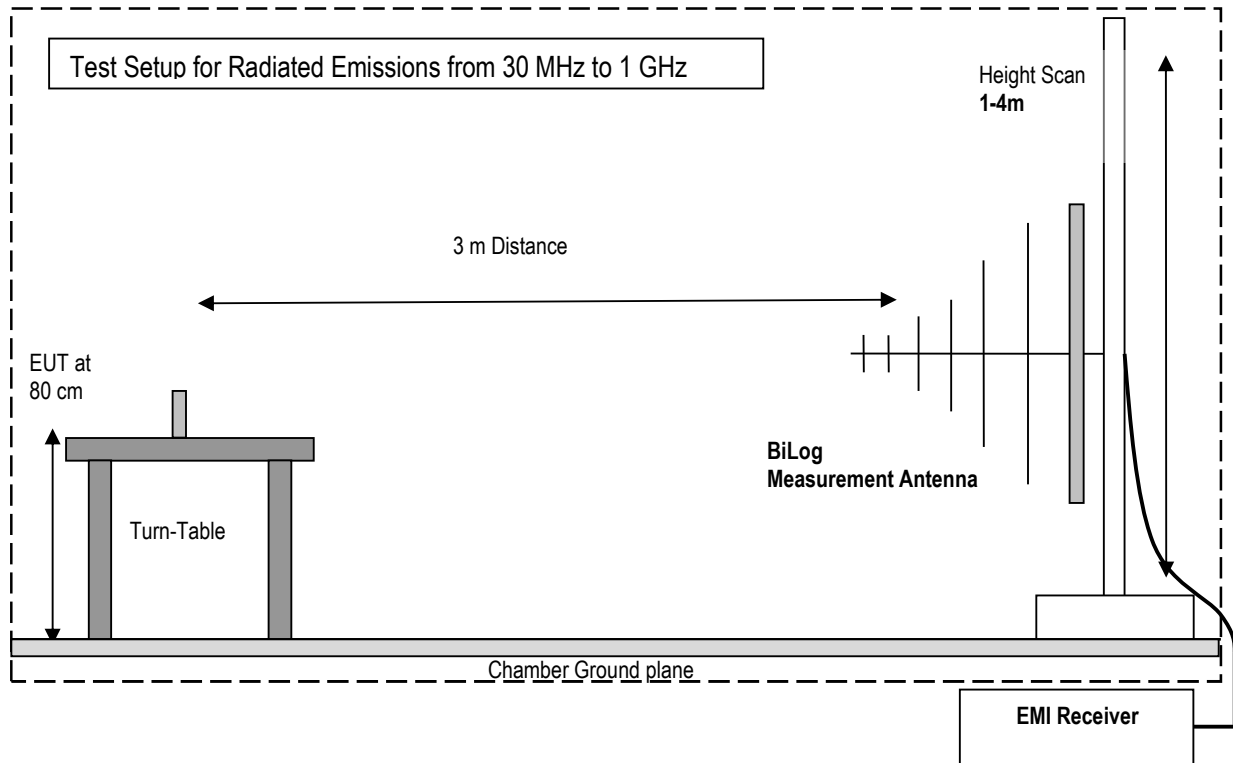 Test Setup for Radiated Emissions from 30 MHz to 1 GHz
Height Scan
1-4m
3 m Distance
EUT at
80 cm
BiLog
Measurement Antenna
Turn-Table
Chamber Ground plane
EMI Receiver